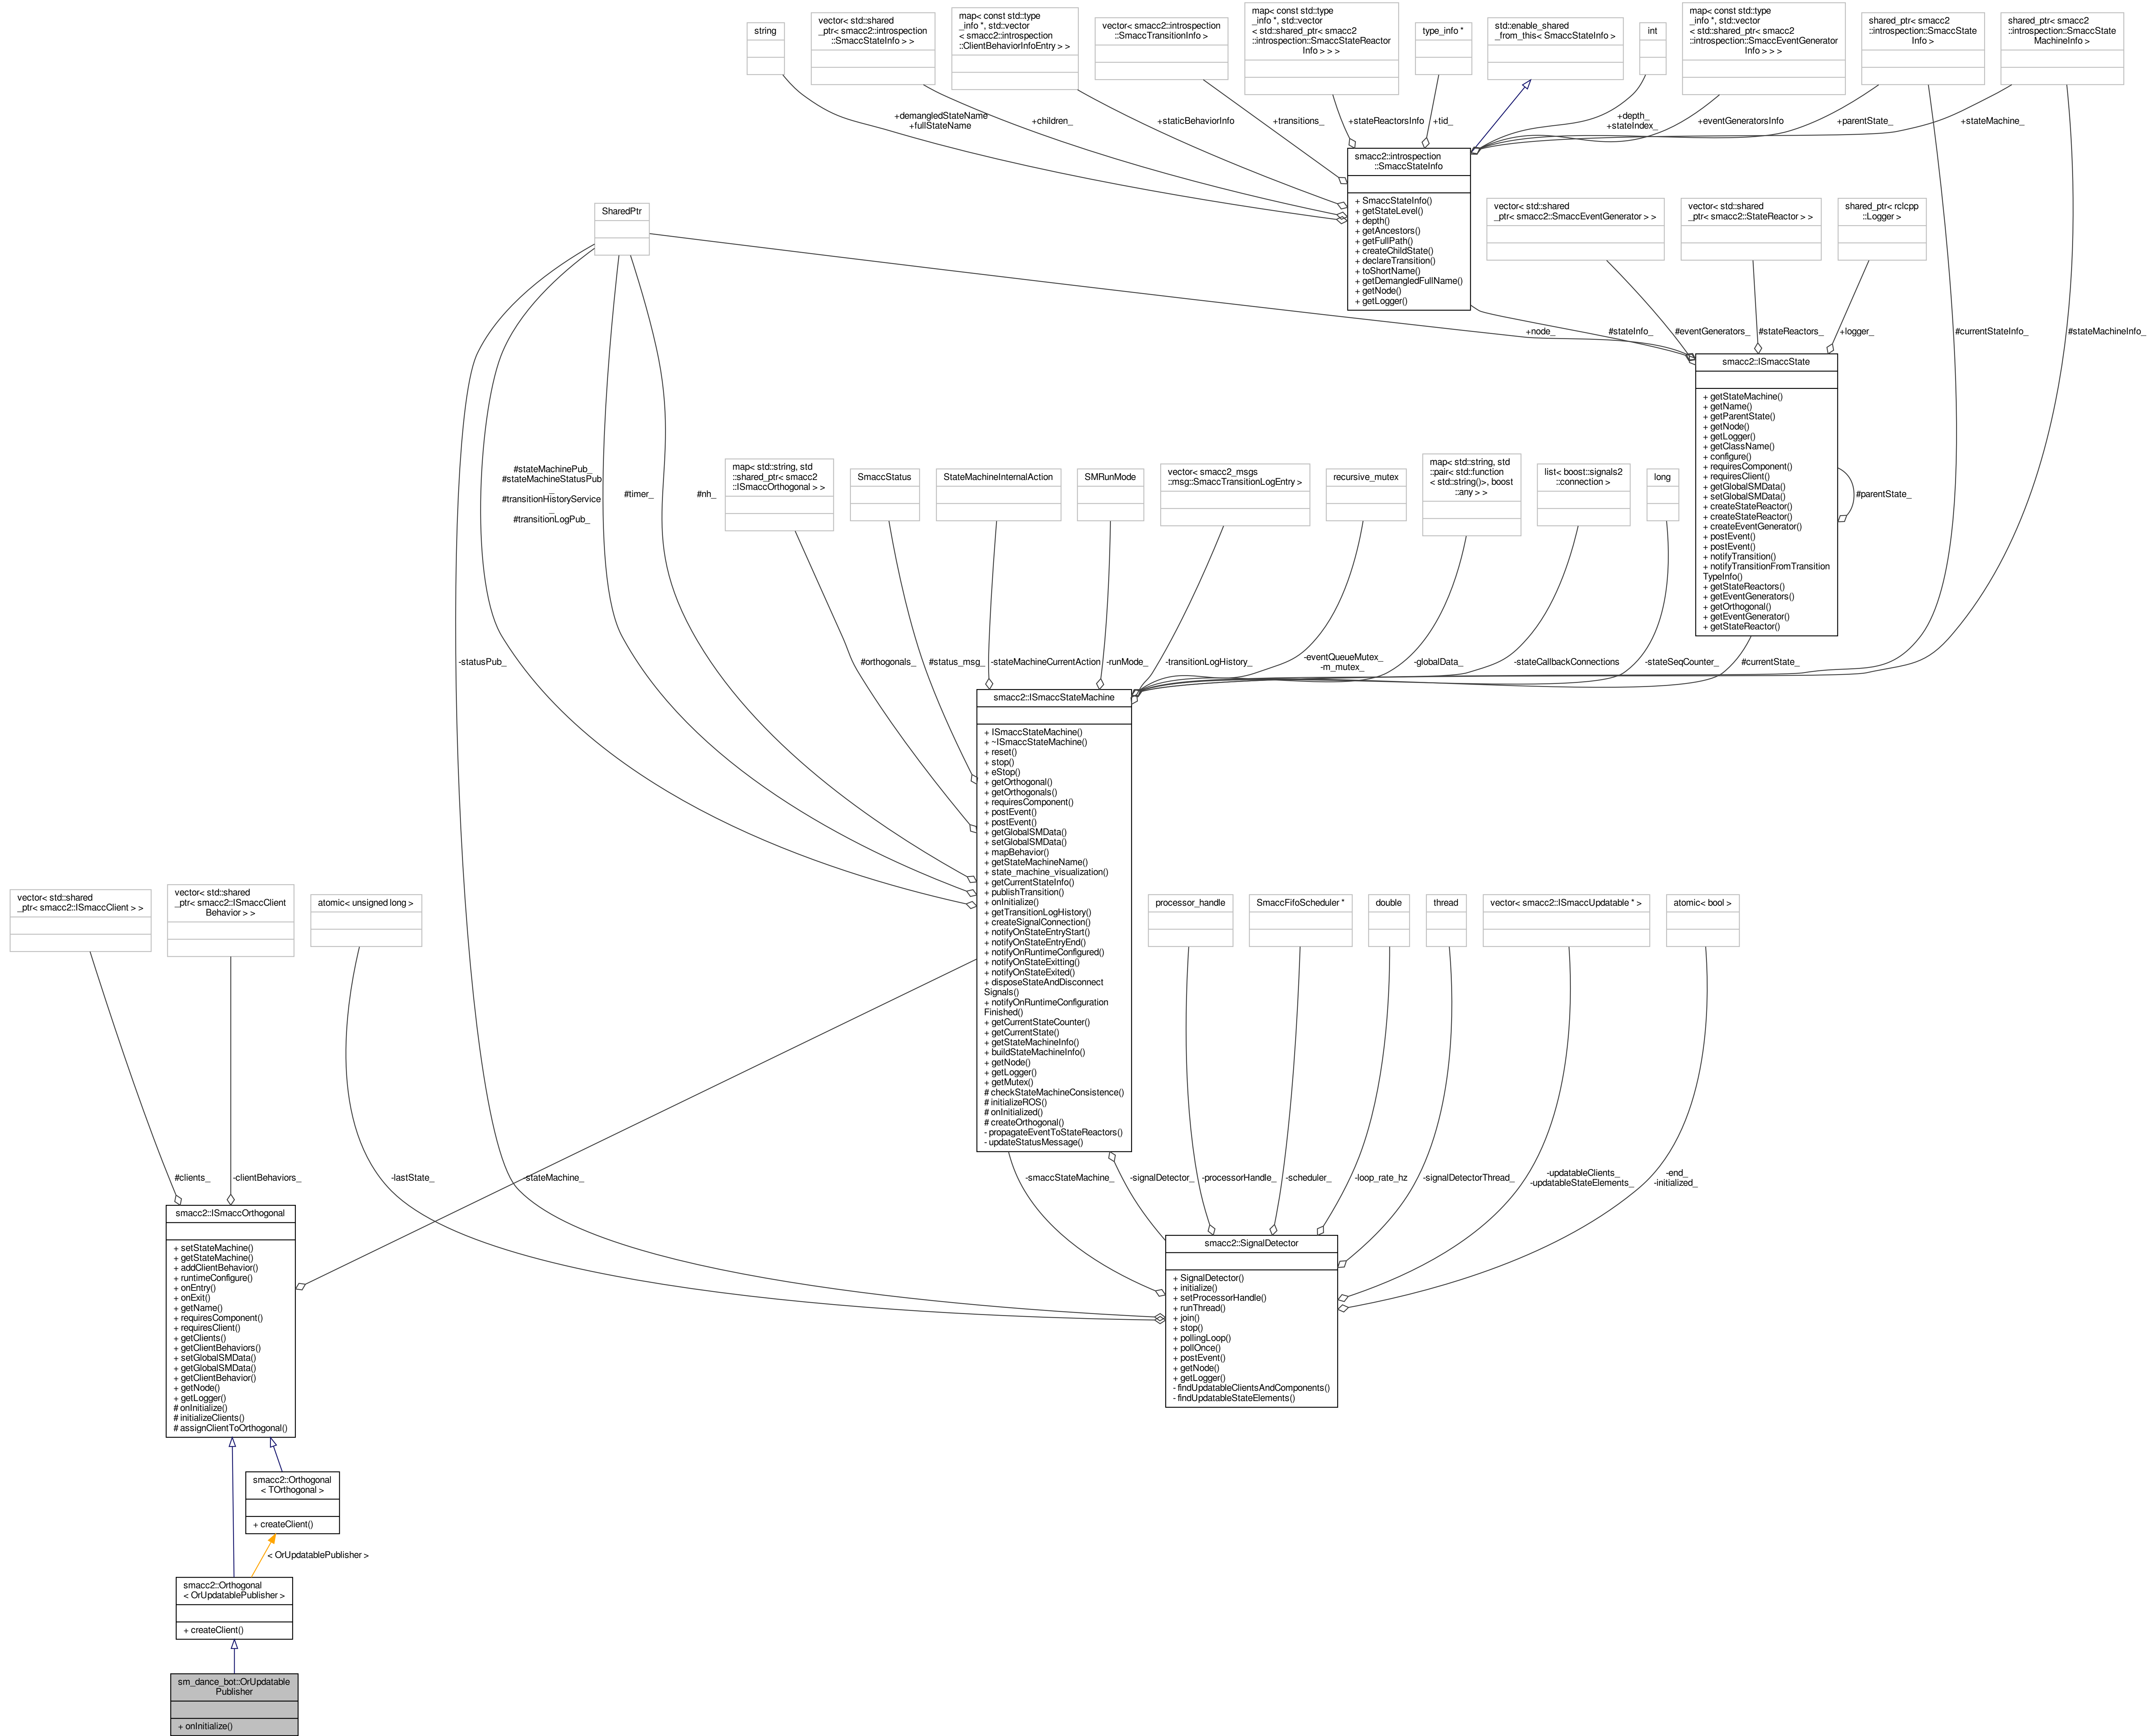 string
vector< std::shared
_ptr< smacc2::introspection
::SmaccStateInfo > >
map< const std::type
_info *, std::vector
< smacc2::introspection
::ClientBehaviorInfoEntry > >
vector< smacc2::introspection
::SmaccTransitionInfo >
map< const std::type
_info *, std::vector
< std::shared_ptr< smacc2
::introspection::SmaccStateReactor
Info > > >
type_info *
std::enable_shared
_from_this< SmaccStateInfo >
int
map< const std::type
_info *, std::vector
< std::shared_ptr< smacc2
::introspection::SmaccEventGenerator
Info > > >
shared_ptr< smacc2
::introspection::SmaccState
Info >
shared_ptr< smacc2
::introspection::SmaccState
MachineInfo >
+demangledStateName
+fullStateName
+children_
+staticBehaviorInfo
+transitions_
+stateReactorsInfo
+tid_
+depth_
+stateIndex_
+eventGeneratorsInfo
+parentState_
+stateMachine_
smacc2::introspection
::SmaccStateInfo
+ SmaccStateInfo()
+ getStateLevel()
+ depth()
+ getAncestors()
+ getFullPath()
+ createChildState()
+ declareTransition()
+ toShortName()
+ getDemangledFullName()
+ getNode()
+ getLogger()
SharedPtr
vector< std::shared
_ptr< smacc2::SmaccEventGenerator > >
vector< std::shared
_ptr< smacc2::StateReactor > >
shared_ptr< rclcpp
::Logger >
+node_
#stateInfo_
#eventGenerators_
#stateReactors_
+logger_
#currentStateInfo_
#stateMachineInfo_
smacc2::ISmaccState
+ getStateMachine()
+ getName()
+ getParentState()
+ getNode()
+ getLogger()
+ getClassName()
+ configure()
+ requiresComponent()
+ requiresClient()
+ getGlobalSMData()
+ setGlobalSMData()
+ createStateReactor()
+ createStateReactor()
+ createEventGenerator()
+ postEvent()
+ postEvent()
+ notifyTransition()
+ notifyTransitionFromTransition
TypeInfo()
+ getStateReactors()
+ getEventGenerators()
+ getOrthogonal()
+ getEventGenerator()
+ getStateReactor()
#parentState_
#stateMachinePub_
#stateMachineStatusPub
_
#transitionHistoryService
_
#transitionLogPub_
#timer_
#nh_
map< std::string, std
::shared_ptr< smacc2
::ISmaccOrthogonal > >
SmaccStatus
StateMachineInternalAction
SMRunMode
vector< smacc2_msgs
::msg::SmaccTransitionLogEntry >
recursive_mutex
map< std::string, std
::pair< std::function
< std::string()>, boost
::any > >
list< boost::signals2
::connection >
long
-statusPub_
#orthogonals_
#status_msg_
-stateMachineCurrentAction
-runMode_
-transitionLogHistory_
-eventQueueMutex_
-m_mutex_
-globalData_
-stateCallbackConnections
-stateSeqCounter_
#currentState_
smacc2::ISmaccStateMachine
+ ISmaccStateMachine()
+ ~ISmaccStateMachine()
+ reset()
+ stop()
+ eStop()
+ getOrthogonal()
+ getOrthogonals()
+ requiresComponent()
+ postEvent()
+ postEvent()
+ getGlobalSMData()
+ setGlobalSMData()
+ mapBehavior()
+ getStateMachineName()
+ state_machine_visualization()
+ getCurrentStateInfo()
+ publishTransition()
+ onInitialize()
+ getTransitionLogHistory()
+ createSignalConnection()
+ notifyOnStateEntryStart()
+ notifyOnStateEntryEnd()
+ notifyOnRuntimeConfigured()
+ notifyOnStateExitting()
+ notifyOnStateExited()
+ disposeStateAndDisconnect
Signals()
+ notifyOnRuntimeConfiguration
Finished()
+ getCurrentStateCounter()
+ getCurrentState()
+ getStateMachineInfo()
+ buildStateMachineInfo()
+ getNode()
+ getLogger()
+ getMutex()
# checkStateMachineConsistence()
# initializeROS()
# onInitialized()
# createOrthogonal()
- propagateEventToStateReactors()
- updateStatusMessage()
vector< std::shared
_ptr< smacc2::ISmaccClient > >
vector< std::shared
_ptr< smacc2::ISmaccClient
Behavior > >
atomic< unsigned long >
processor_handle
SmaccFifoScheduler *
double
thread
vector< smacc2::ISmaccUpdatable * >
atomic< bool >
#clients_
-clientBehaviors_
-lastState_
-stateMachine_
-smaccStateMachine_
-signalDetector_
-processorHandle_
-scheduler_
-loop_rate_hz
-signalDetectorThread_
-updatableClients_
-updatableStateElements_
-end_
-initialized_
smacc2::ISmaccOrthogonal
+ setStateMachine()
+ getStateMachine()
+ addClientBehavior()
+ runtimeConfigure()
+ onEntry()
+ onExit()
+ getName()
+ requiresComponent()
+ requiresClient()
+ getClients()
+ getClientBehaviors()
+ setGlobalSMData()
+ getGlobalSMData()
+ getClientBehavior()
+ getNode()
+ getLogger()
# onInitialize()
# initializeClients()
# assignClientToOrthogonal()
smacc2::SignalDetector
+ SignalDetector()
+ initialize()
+ setProcessorHandle()
+ runThread()
+ join()
+ stop()
+ pollingLoop()
+ pollOnce()
+ postEvent()
+ getNode()
+ getLogger()
- findUpdatableClientsAndComponents()
- findUpdatableStateElements()
smacc2::Orthogonal
< TOrthogonal >
+ createClient()
< OrUpdatablePublisher >
smacc2::Orthogonal
< OrUpdatablePublisher >
+ createClient()
sm_dance_bot::OrUpdatable
Publisher
+ onInitialize()